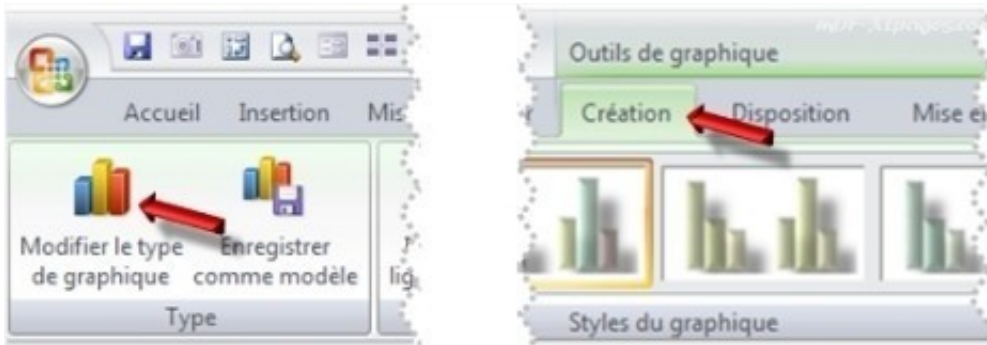 Outils de graphique
Accueil Insertion Mis
Création Disposition Mise
Modifier le type de graphique
Enregistrer comme modèle
lig
Type
Styles du graphique